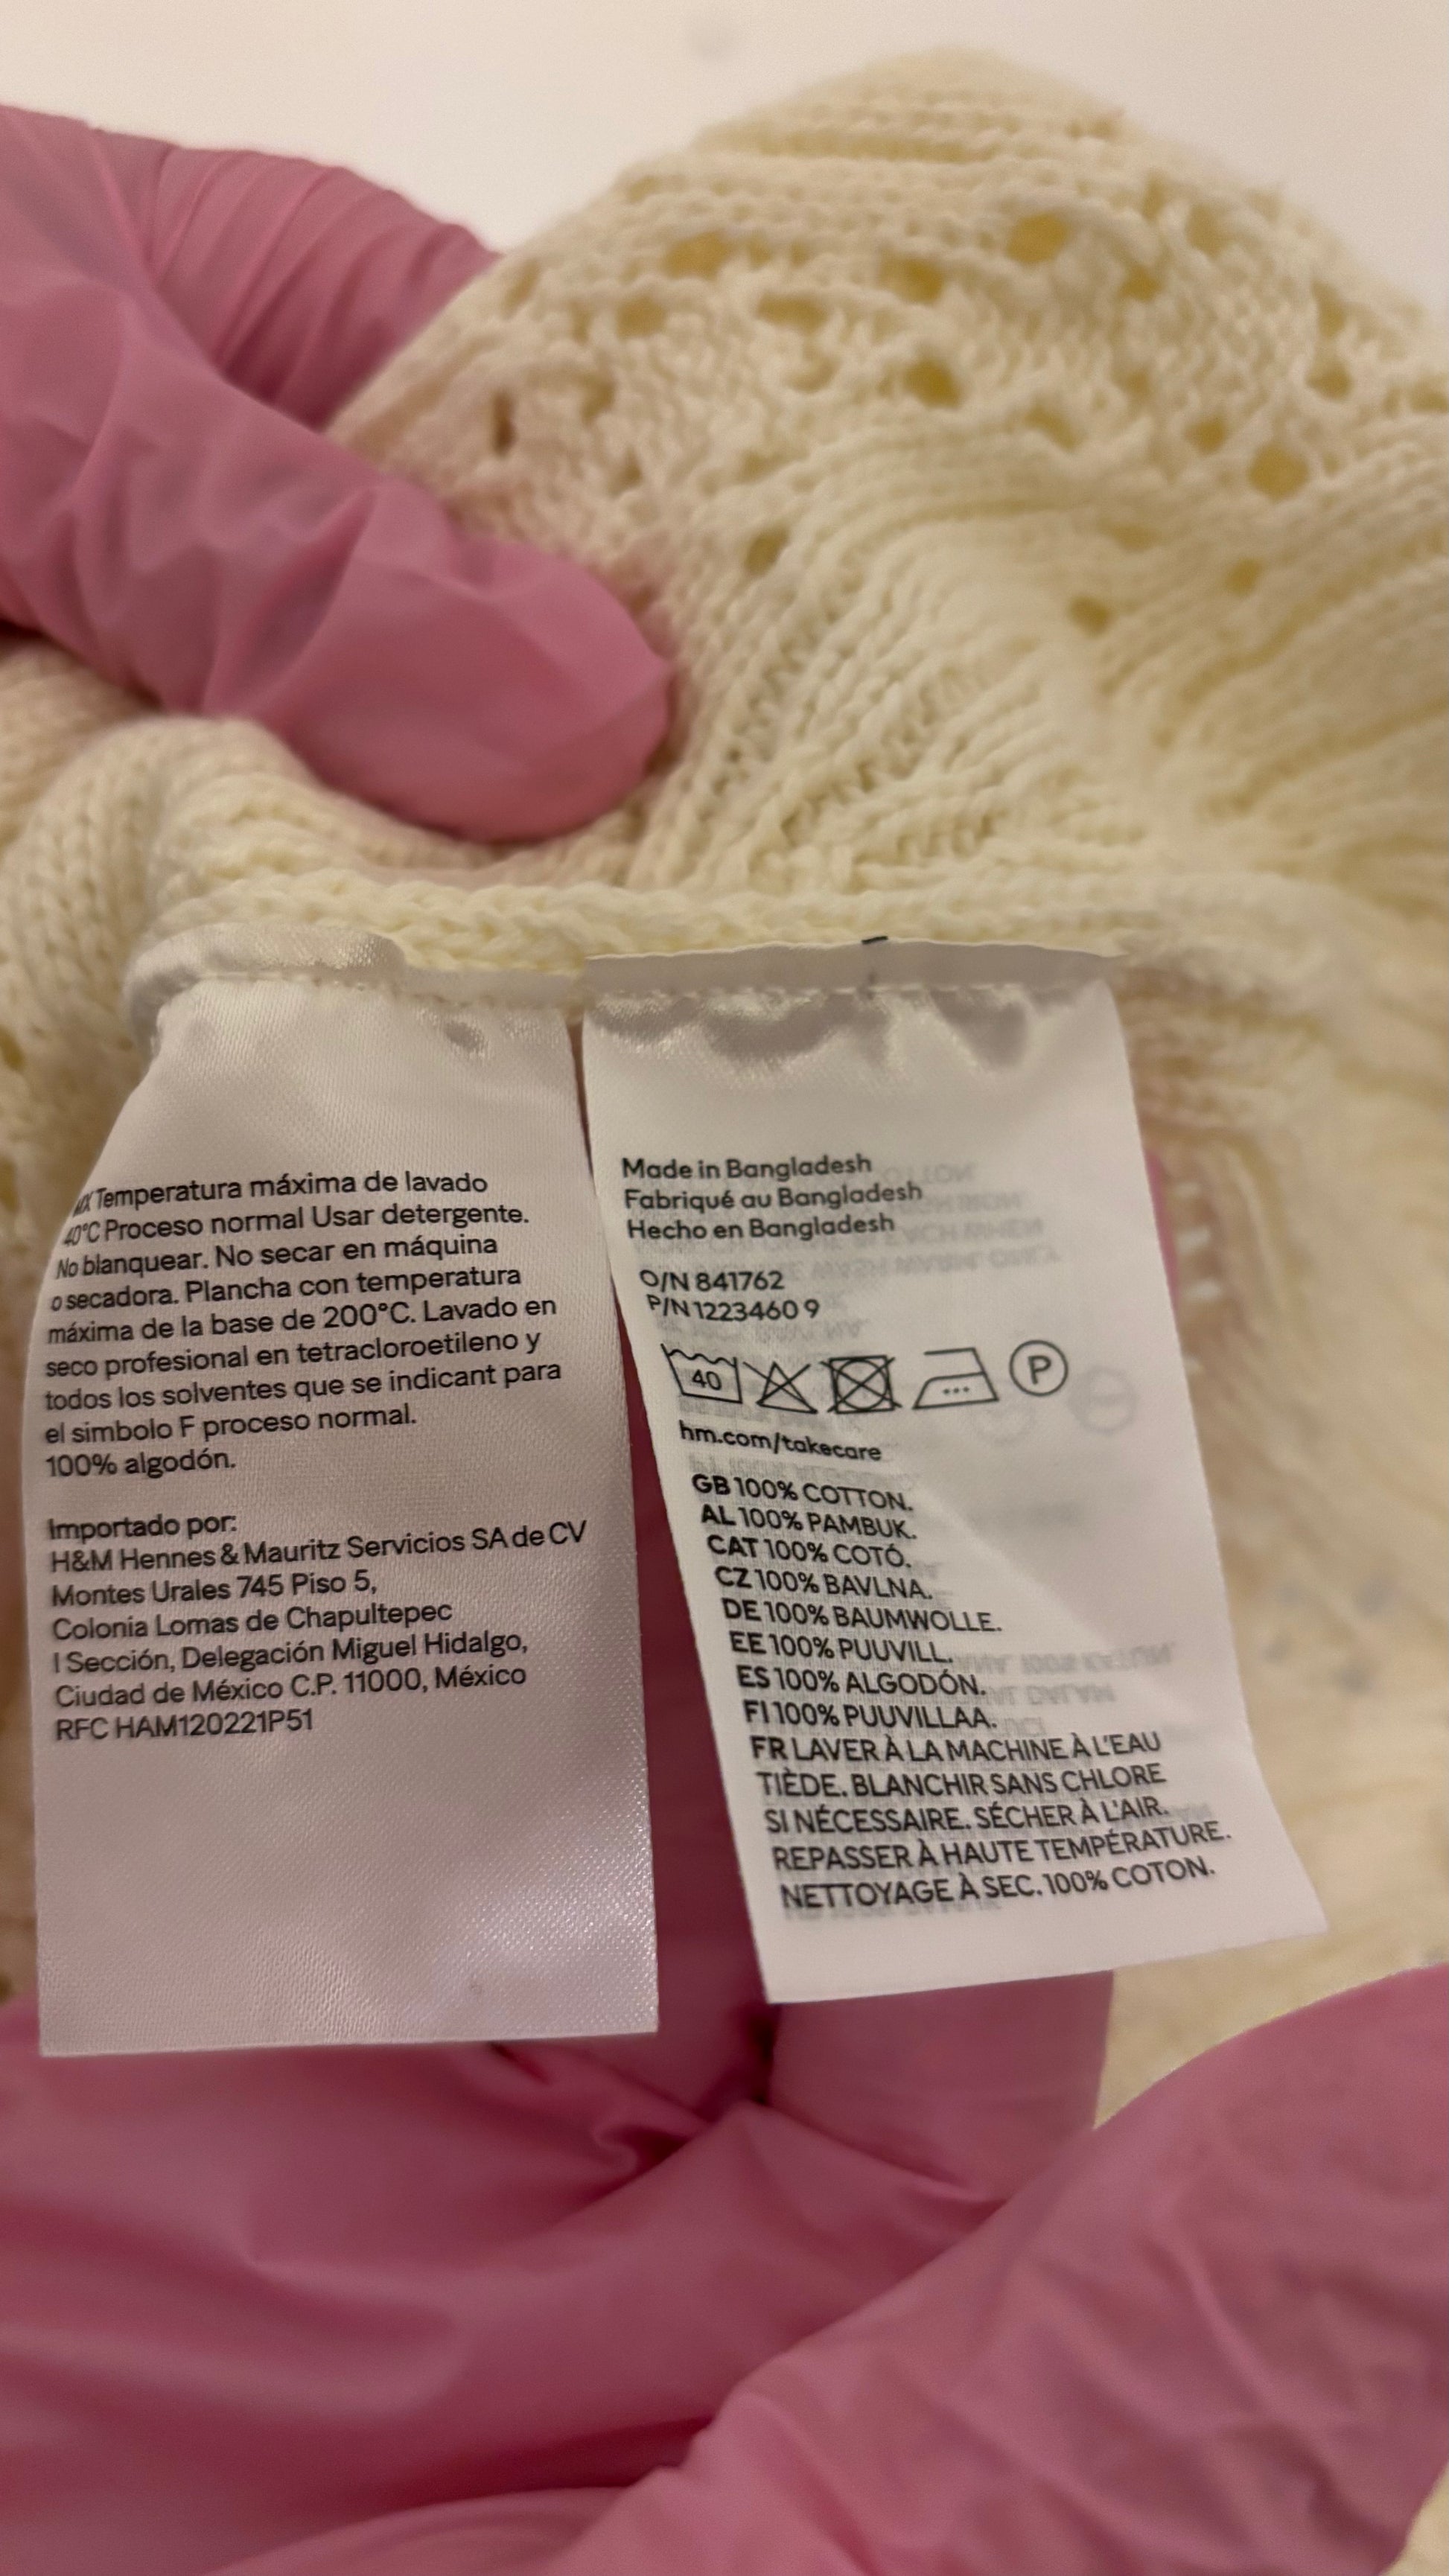 MX Temperatura máxima de lavado
40°C Proceso normal Usar detergente.
No blanquear. No secar en máquina
o secadora. Plancha con temperatura
máxima de la base de 200°C. Lavado en
seco profesional en tetracloroetileno y
todos los solventes que se indicant para
el simbolo F proceso normal.
100% algodón.
Importado por:
H&M Hennes & Mauritz Servicios SA de CV
Montes Urales 745 Piso 5,
Colonia Lomas de Chapultepec
I Sección, Delegación Miguel Hidalgo,
Ciudad de México C.P. 11000, México
RFC HAM120221P51
Made in Bangladesh
Fabriqué au Bangladesh
Hecho en Bangladesh
O/N 841762
P/N 1223460 9
40 P
hm.com/takecare
GB 100% COTTON.
AL 100% PAMBUK.
CAT 100% COTÓ.
CZ 100% BAVLNA.
DE 100% BAUMWOLLE.
EE 100% PUUVILL.
ES 100% ALGODÓN.
FI 100% PUUVILLAA.
FR LAVER À LA MACHINE À L'EAU
TIÈDE. BLANCHIR SANS CHLORE
SI NÉCESSAIRE. SÉCHER À L'AIR.
REPASSER À HAUTE TEMPÉRATURE.
NETTOYAGE À SEC. 100% COTON.